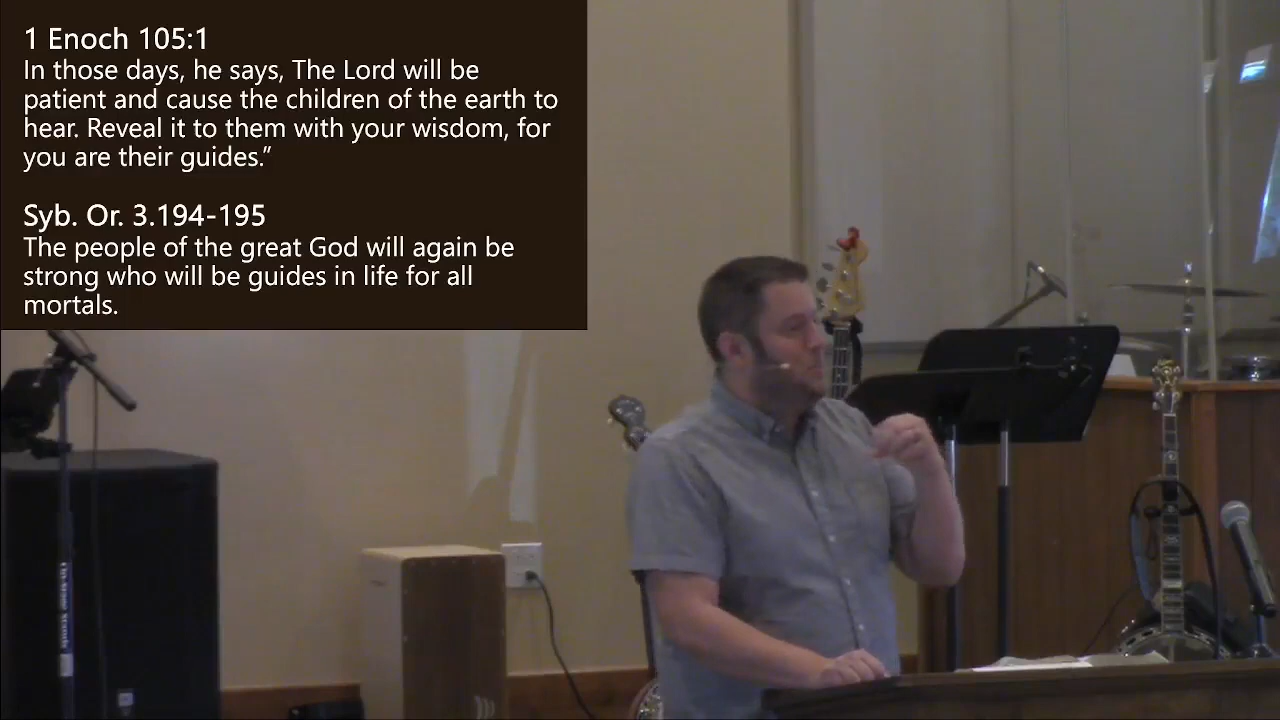 1 Enoch 105:1
In those days, he says, The Lord will be
patient and cause the children of the earth to
hear. Reveal it to them with your wisdom, for
you are their guides.”
Syb. Or. 3.194-195
The people of the great God will again be
strong who will be guides in life for all
mortals.